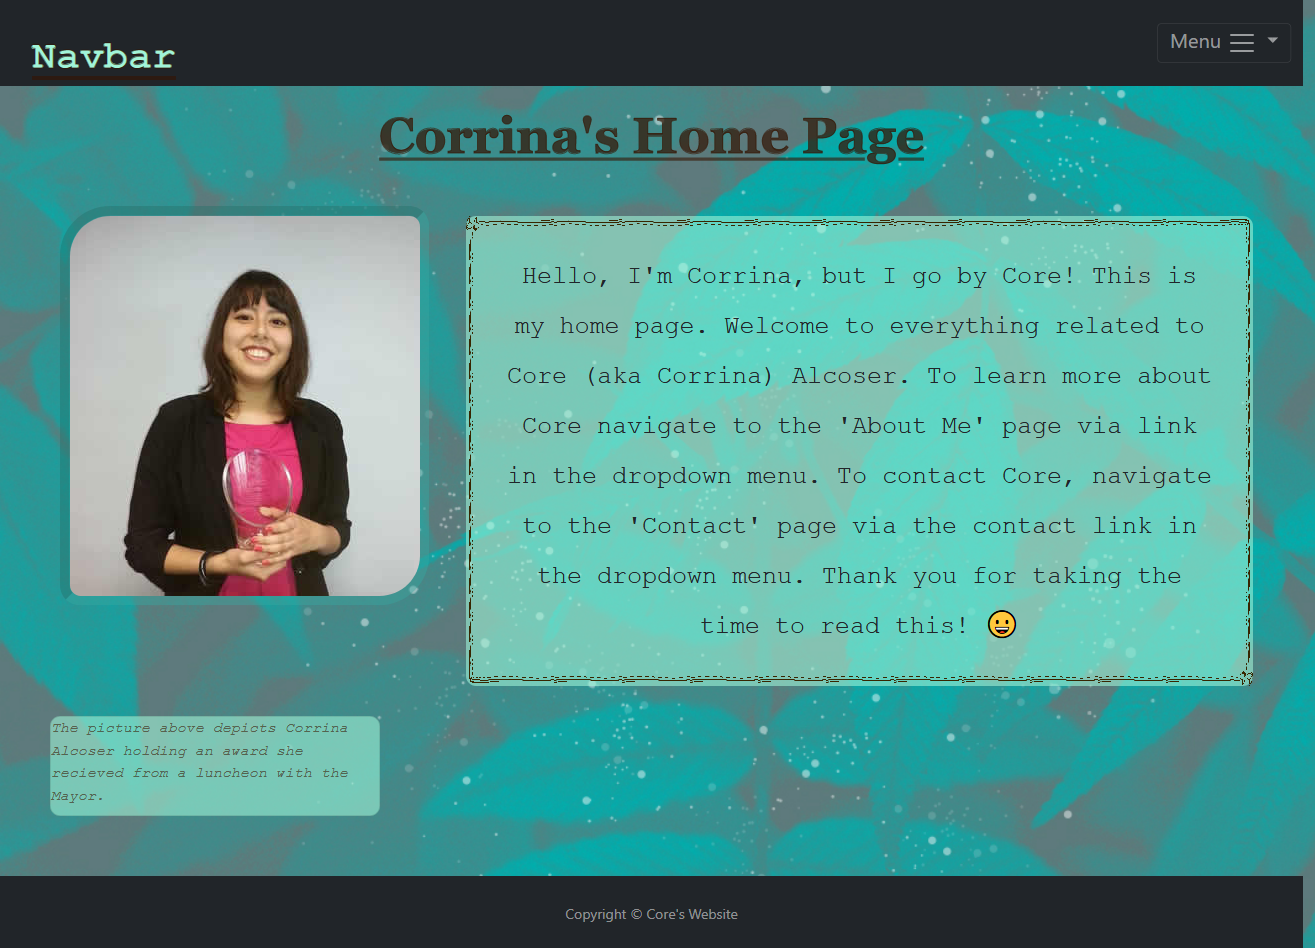 Navbar
Menu
Corrina's Home Page
Hello, I'm Corrina, but I go by Core! This is
my home page. Welcome to everything related to
Core (aka Corrina) Alcoser. To learn more about
Core navigate to the 'About Me' page via link
in the dropdown menu. To contact Core, navigate
to the 'Contact' page via the contact link in
the dropdown menu. Thank you for taking the
time to read this! 😀
The picture above depicts Corrina
Alcoser holding an award she
recieved from a luncheon with the
Mayor.
Copyright © Core's Website